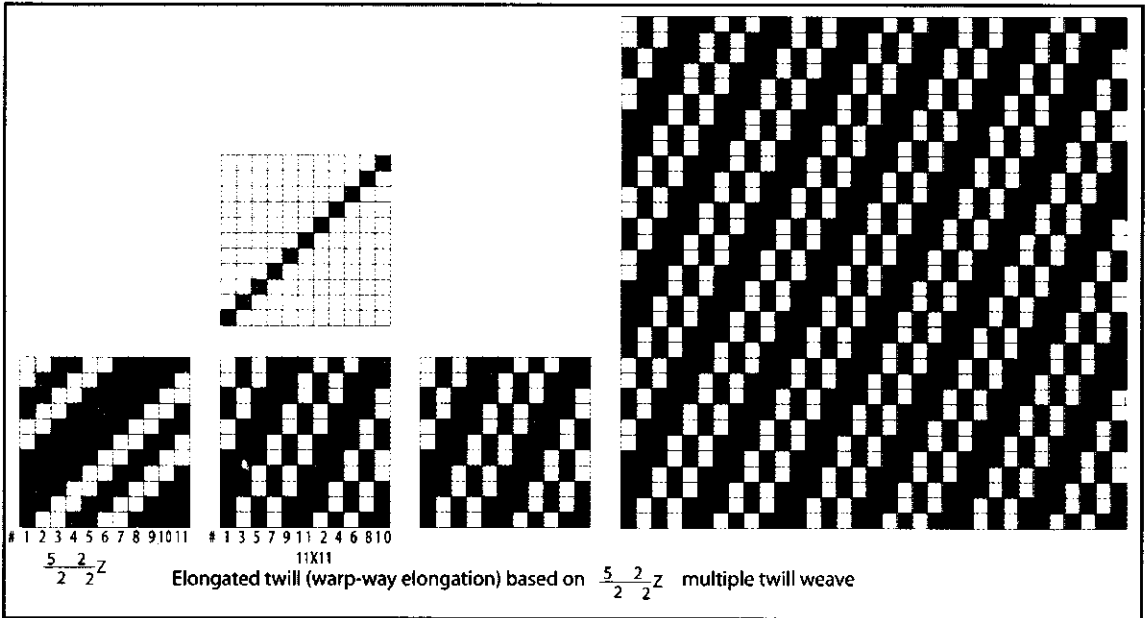 # 1 2 3 4 5 6 7 8 9 10 11
# 1 3 5 7 9 11 2 4 6 8 10
5 2
2 2 Z
11X11
Elongated twill (warp-way elongation) based on 5 2 / 2 2 Z multiple twill weave